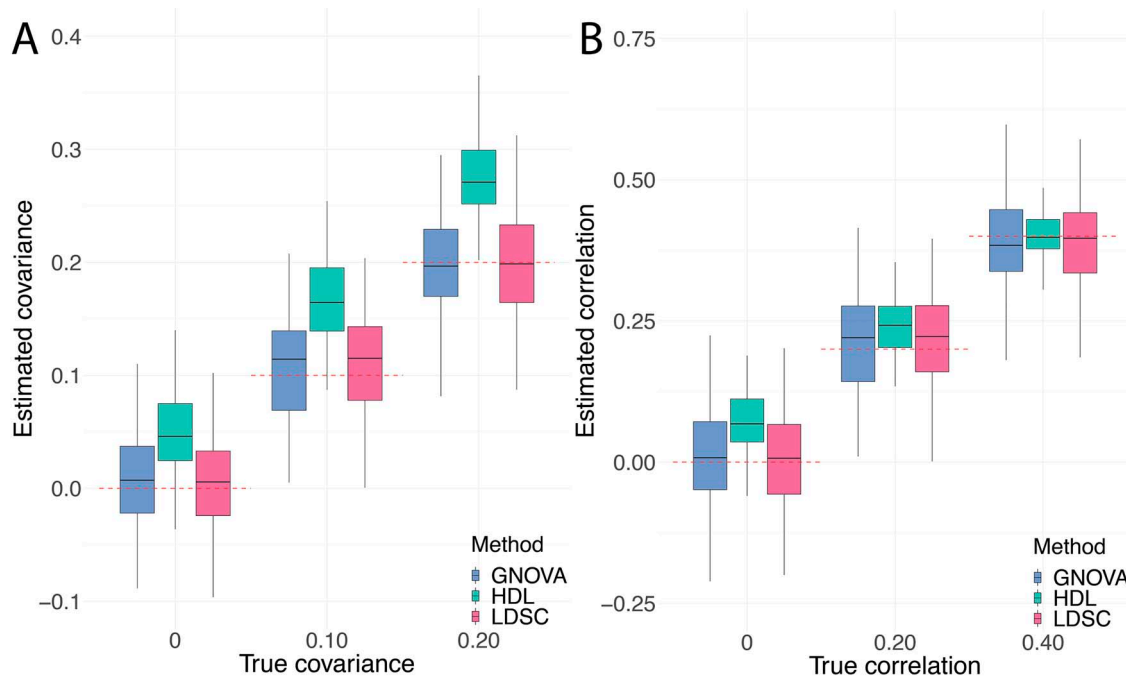 A
Estimated covariance
0.4
0.3
0.2
0.1
0.0
−0.1
0
0.10
0.20
True covariance
Method
GNOVA
HDL
LDSC
B
Estimated correlation
0.75
0.50
0.25
0.00
−0.25
0
0.20
0.40
True correlation
Method
GNOVA
HDL
LDSC